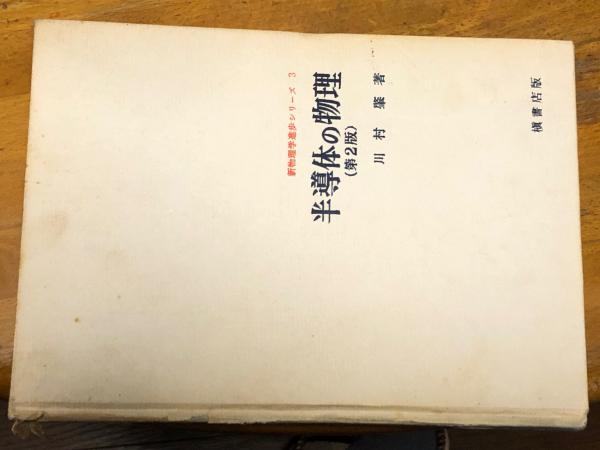 新物理学進歩シリーズ 3
半導体の物理
(第2版)
川村 肇 著
槇書店版